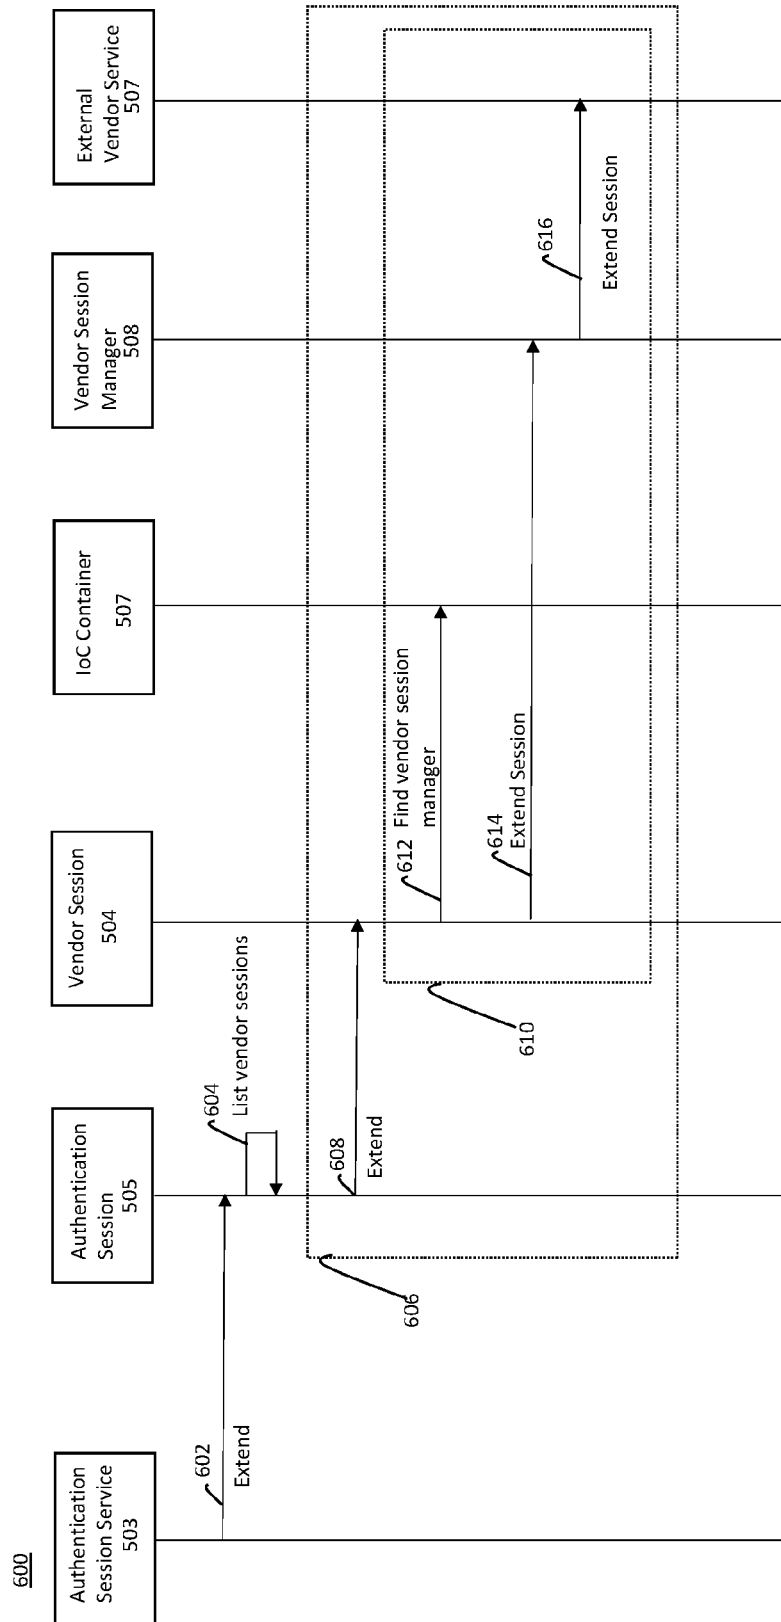 600
Authentication
Session Service
503
Authentication
Session
505
Vendor Session
504
IoC Container
507
Vendor Session
Manager
508
External
Vendor Service
507
602
Extend
604
List vendor sessions
606
608
Extend
610
612 Find vendor session
manager
614
Extend Session
616
Extend Session